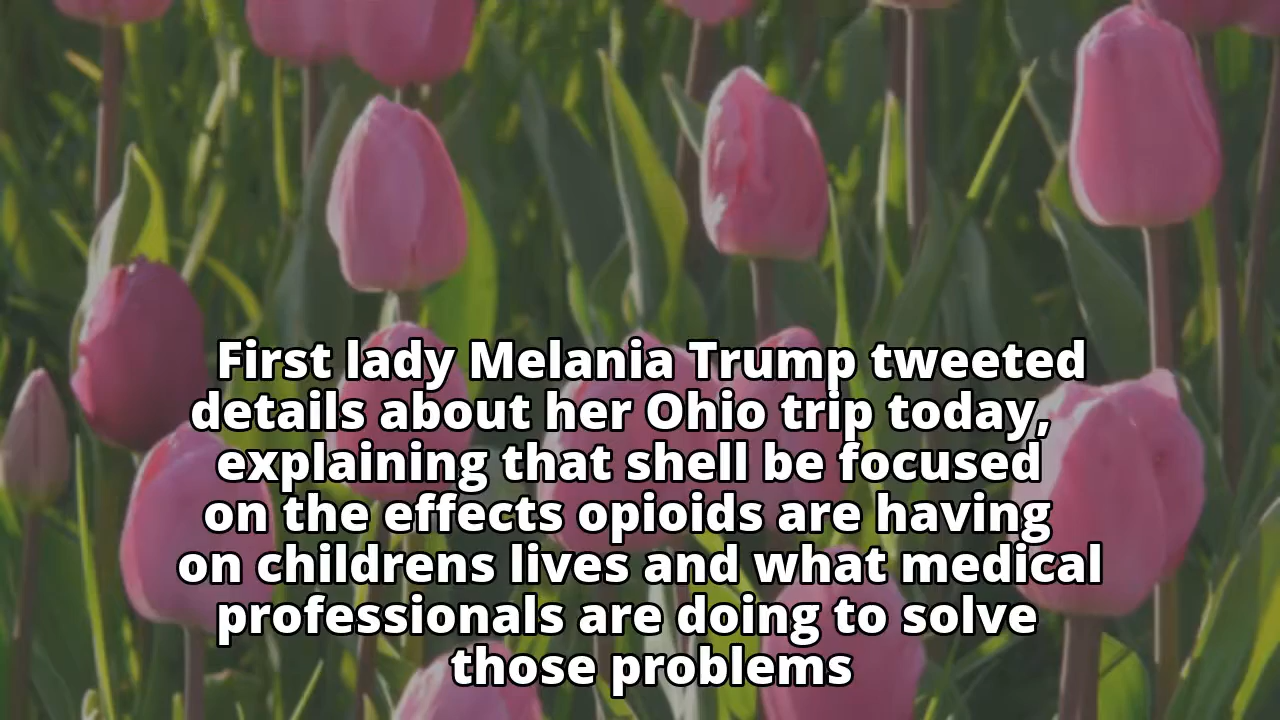 First lady Melania Trump tweeted
details about her Ohio trip today,
explaining that shell be focused
on the effects opioids are having
on childrens lives and what medical
professionals are doing to solve
those problems